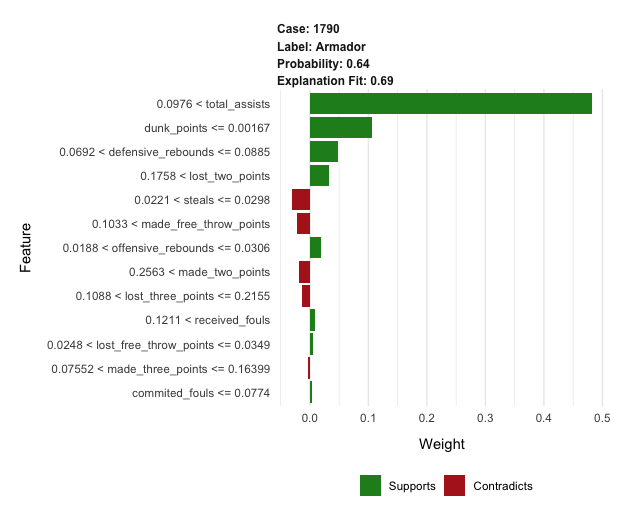 Case: 1790
Label: Armador
Probability: 0.64
Explanation Fit: 0.69
0.0976 < total_assists
dunk_points <= 0.00167
0.0692 < defensive_rebounds <= 0.0885
0.1758 < lost_two_points
0.0221 < steals <= 0.0298
0.1033 < made_free_throw_points
0.0188 < offensive_rebounds <= 0.0306
0.2563 < made_two_points
0.1088 < lost_three_points <= 0.2155
0.1211 < received_fouls
0.0248 < lost_free_throw_points <= 0.0349
0.07552 < made_three_points <= 0.16399
commited_fouls <= 0.0774
Feature
0.0 0.1 0.2 0.3 0.4 0.5
Weight
Supports Contradicts